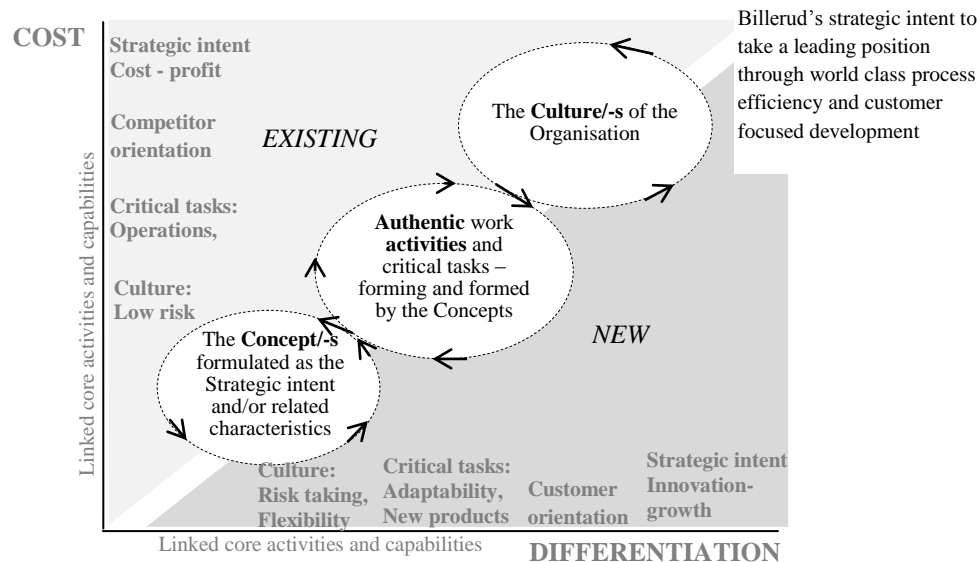 COST
Strategic intent
Cost - profit
Competitor
orientation
Critical tasks:
Operations,
Culture:
Low risk
Linked core activities and capabilities
EXISTING
Billerud’s strategic intent to
take a leading position
through world class process
efficiency and customer
focused development
The Culture/-s of the
Organisation
Authentic work
activities and
critical tasks –
forming and formed
by the Concepts
The Concept/-s
formulated as the
Strategic intent
and/or related
characteristics
NEW
Culture:
Risk taking,
Flexibility
Critical tasks:
Adaptability,
New products
Customer
orientation
Strategic intent
Innovation-
growth
Linked core activities and capabilities
DIFFERENTIATION